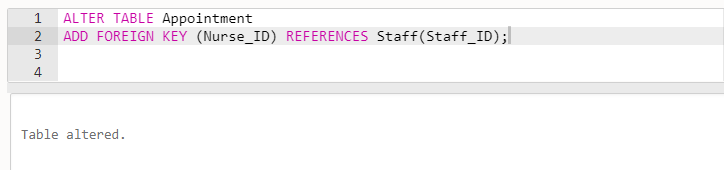 1 ALTER TABLE Appointment
2 ADD FOREIGN KEY (Nurse_ID) REFERENCES Staff(Staff_ID);
3
4
Table altered.